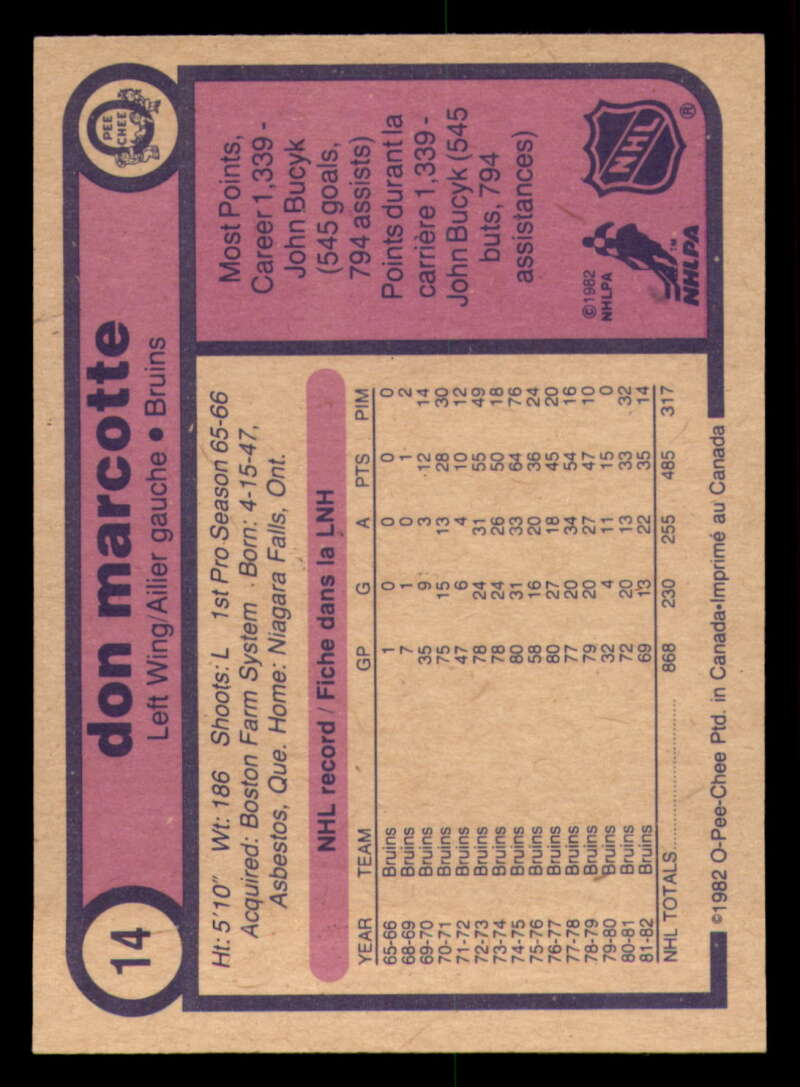 14
don marcotte
Left Wing/Ailier gauche • Bruins
O
PEE
CHEE
Ht: 5'10" Wt: 186 Shoots: L 1st Pro Season 65-66
Acquired: Boston Farm System Born: 4-15-47,
Asbestos, Que. Home: Niagara Falls, Ont.
NHL record / Fiche dans la LNH
YEAR TEAM GP G A PTS PIM
65-66 Bruins 1 0 0 0 0
68-69 Bruins 7 1 0 1 2
69-70 Bruins 35 9 3 12 14
70-71 Bruins 75 15 13 28 30
71-72 Bruins 47 6 4 10 12
72-73 Bruins 78 24 31 55 49
73-74 Bruins 78 24 26 50 18
74-75 Bruins 80 31 33 64 76
75-76 Bruins 58 16 20 36 24
76-77 Bruins 80 27 18 45 20
77-78 Bruins 77 20 34 54 16
78-79 Bruins 79 20 27 47 10
79-80 Bruins 32 4 11 15 0
80-81 Bruins 72 20 13 33 32
81-82 Bruins 69 13 22 35 14
NHL TOTALS.................... 868 230 255 485 317
Most Points,
Career 1,339 -
John Bucyk
(545 goals,
794 assists)
Points durant la
carrière 1,339 -
John Bucyk (545
buts, 794
assistances)
©1982
NHLPA
NHLPA™
NHL®
©1982 O-Pee-Chee Ptd. in Canada•Imprimé au Canada